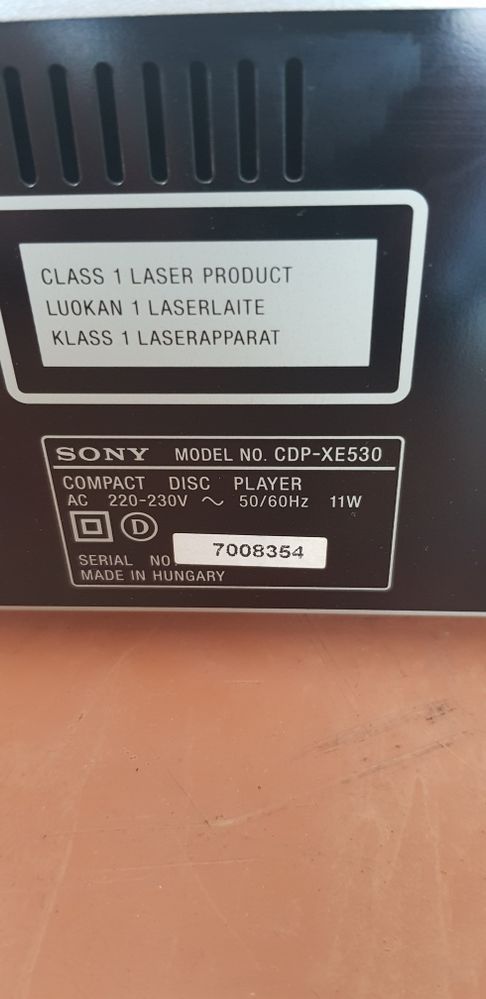 CLASS 1 LASER PRODUCT
LUOKAN 1 LASERLAITE
KLASS 1 LASERAPPARAT
SONY MODEL NO. CDP-XE530
COMPACT DISC PLAYER
AC 220-230V ~ 50/60Hz 11W
D
SERIAL NO. 7008354
MADE IN HUNGARY